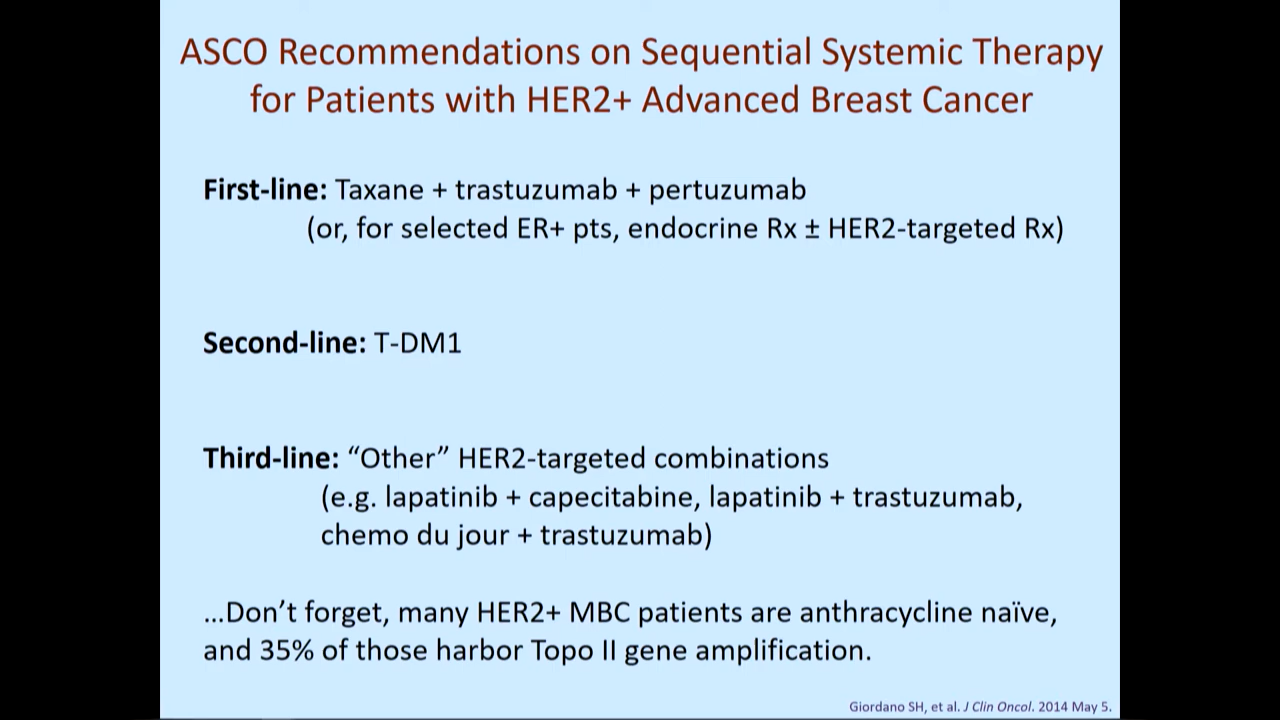 ASCO Recommendations on Sequential Systemic Therapy
for Patients with HER2+ Advanced Breast Cancer
First-line: Taxane + trastuzumab + pertuzumab
(or, for selected ER+ pts, endocrine Rx ± HER2-targeted Rx)
Second-line: T-DM1
Third-line: “Other” HER2-targeted combinations
(e.g. lapatinib + capecitabine, lapatinib + trastuzumab,
chemo du jour + trastuzumab)
…Don’t forget, many HER2+ MBC patients are anthracycline naïve,
and 35% of those harbor Topo II gene amplification.
Giordano SH, et al. J Clin Oncol. 2014 May 5.